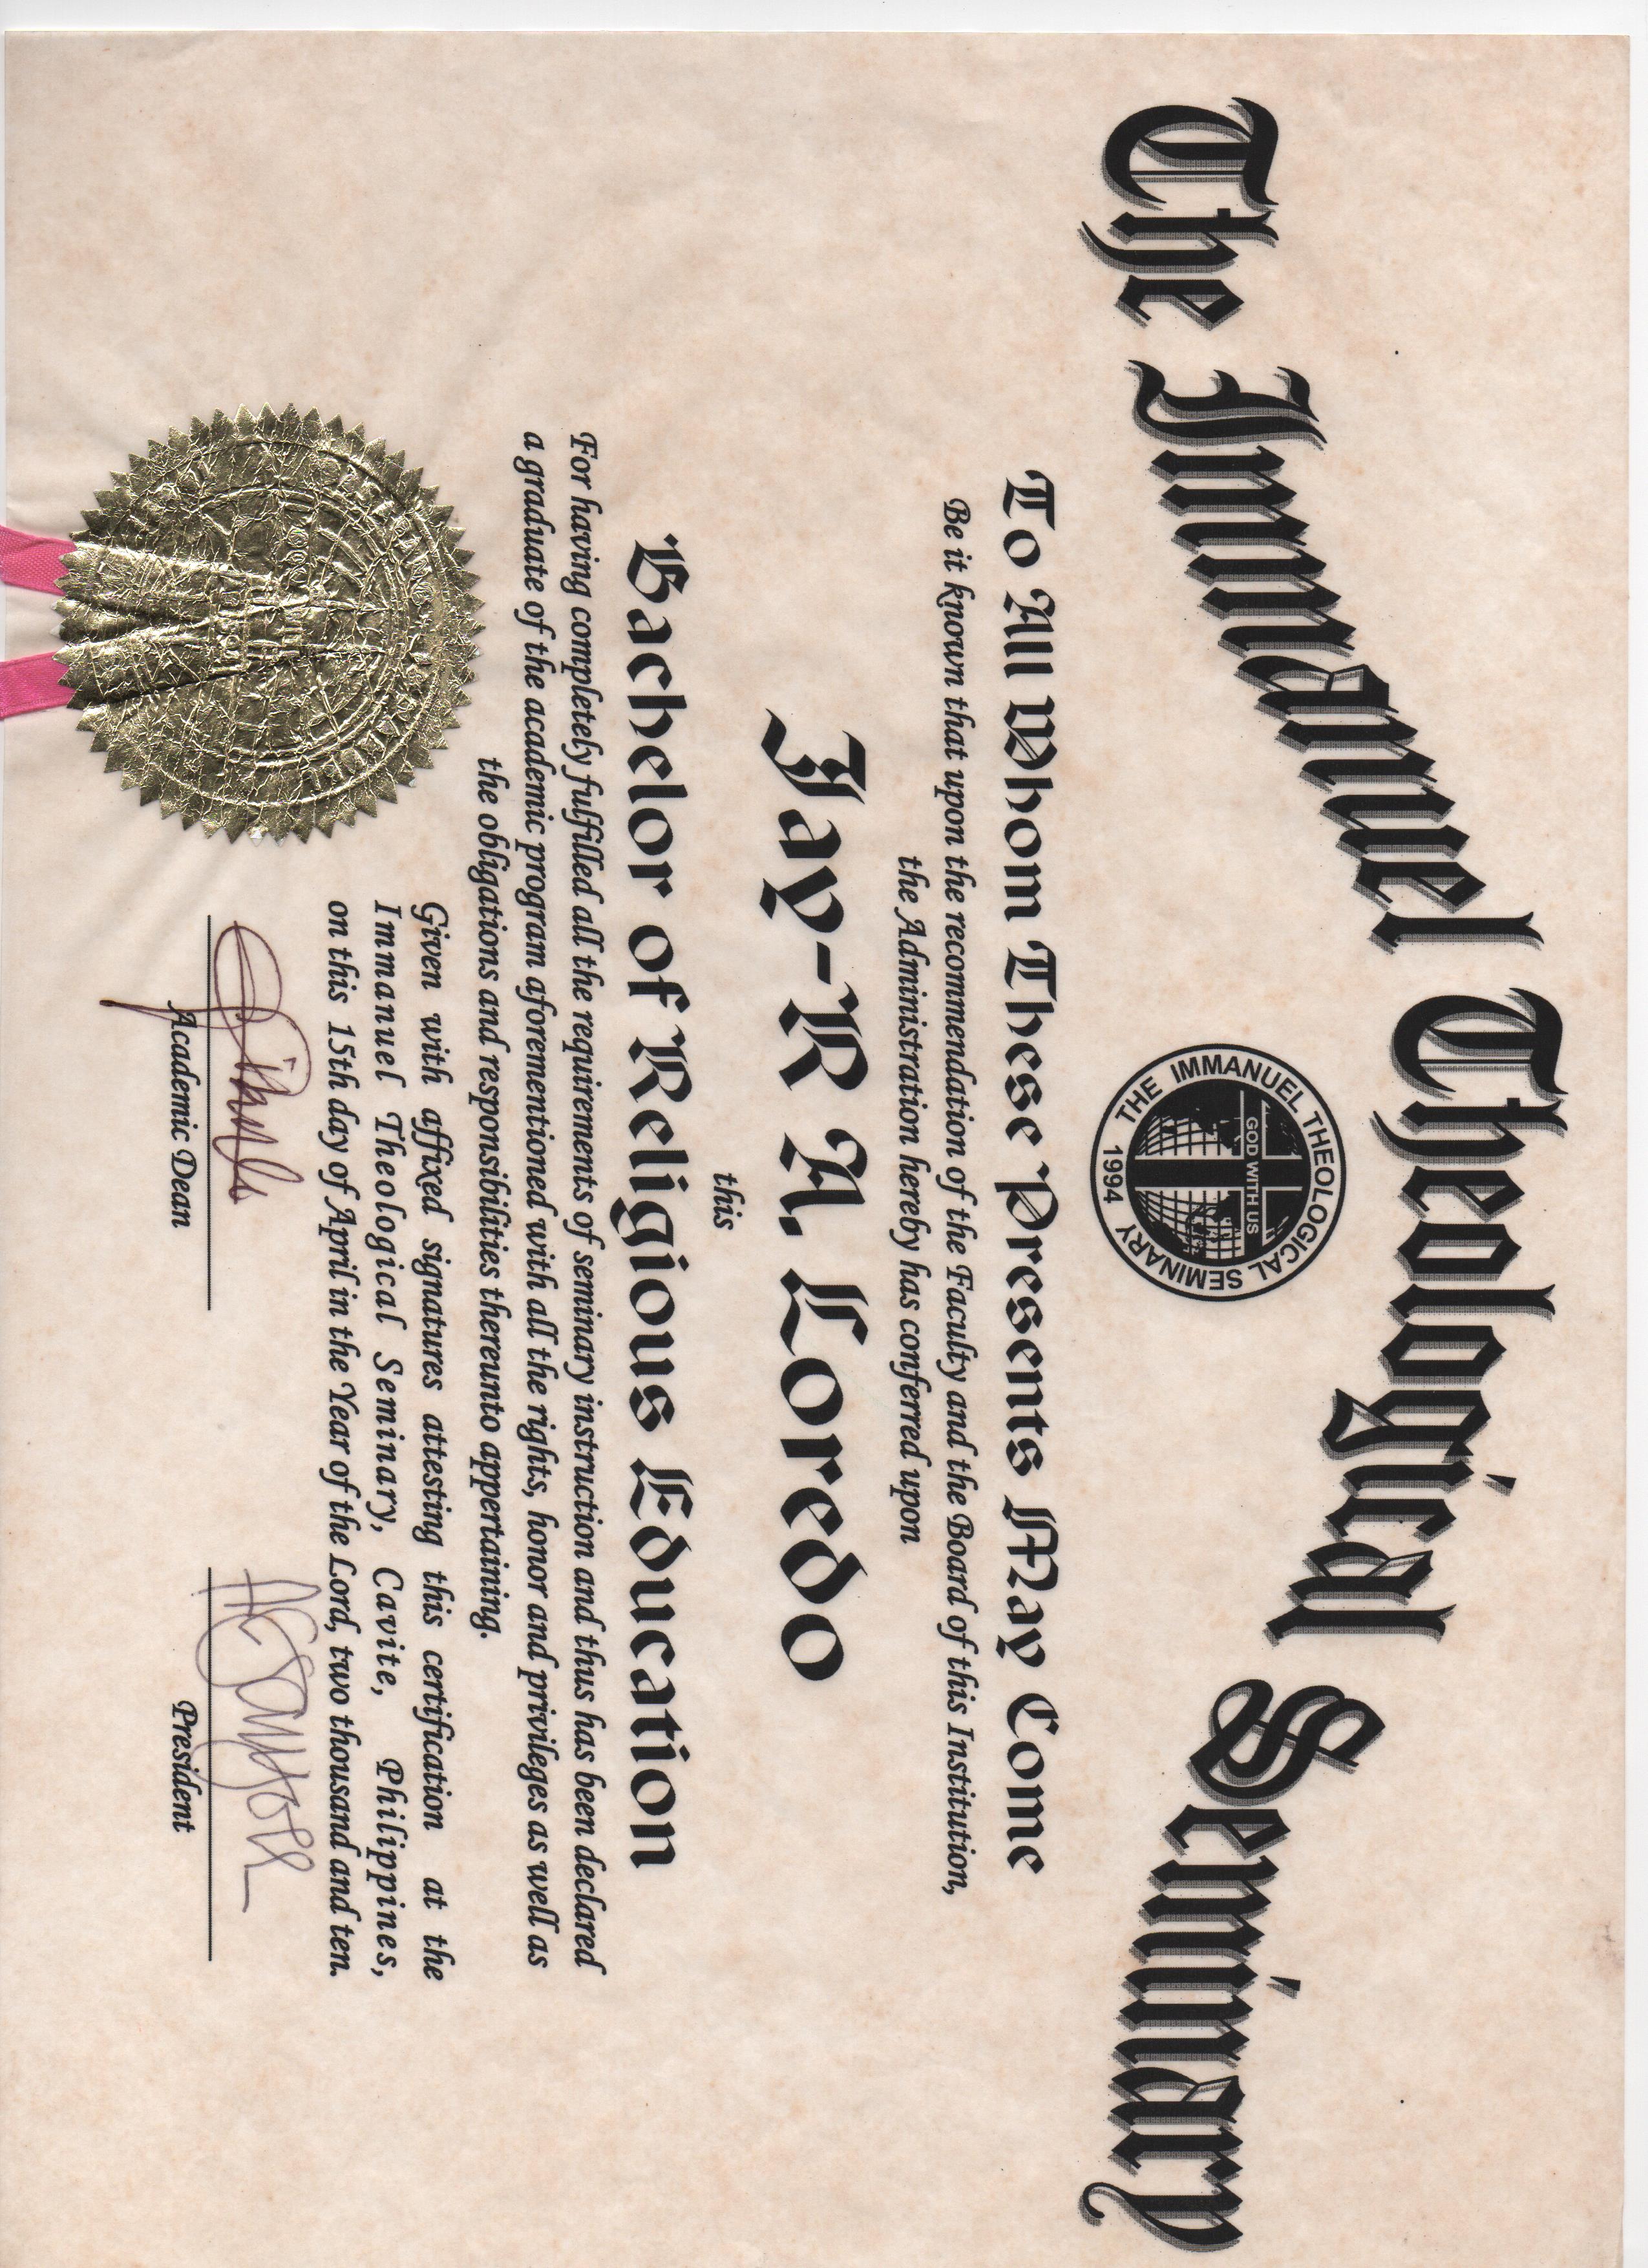 The Immanuel Theological Seminary
THE IMMANUEL THEOLOGICAL SEMINARY
GOD WITH US
1994
To All Whom These Presents May Come
Be it known that upon the recommendation of the Faculty and the Board of this Institution,
the Administration hereby has conferred upon
Jay-R A. Loredo
this
Bachelor of Religious Education
For having completely fulfilled all the requirements of seminary instruction and thus has been declared
a graduate of the academic program aforementioned with all the rights, honor and privileges as well as
the obligations and responsibilities thereunto appertaining.
Given with affixed signatures attesting this certification at the
Immanuel Theological Seminary, Cavite, Philippines,
on this 15th day of April in the Year of the Lord, two thousand and ten.
Academic Dean
President